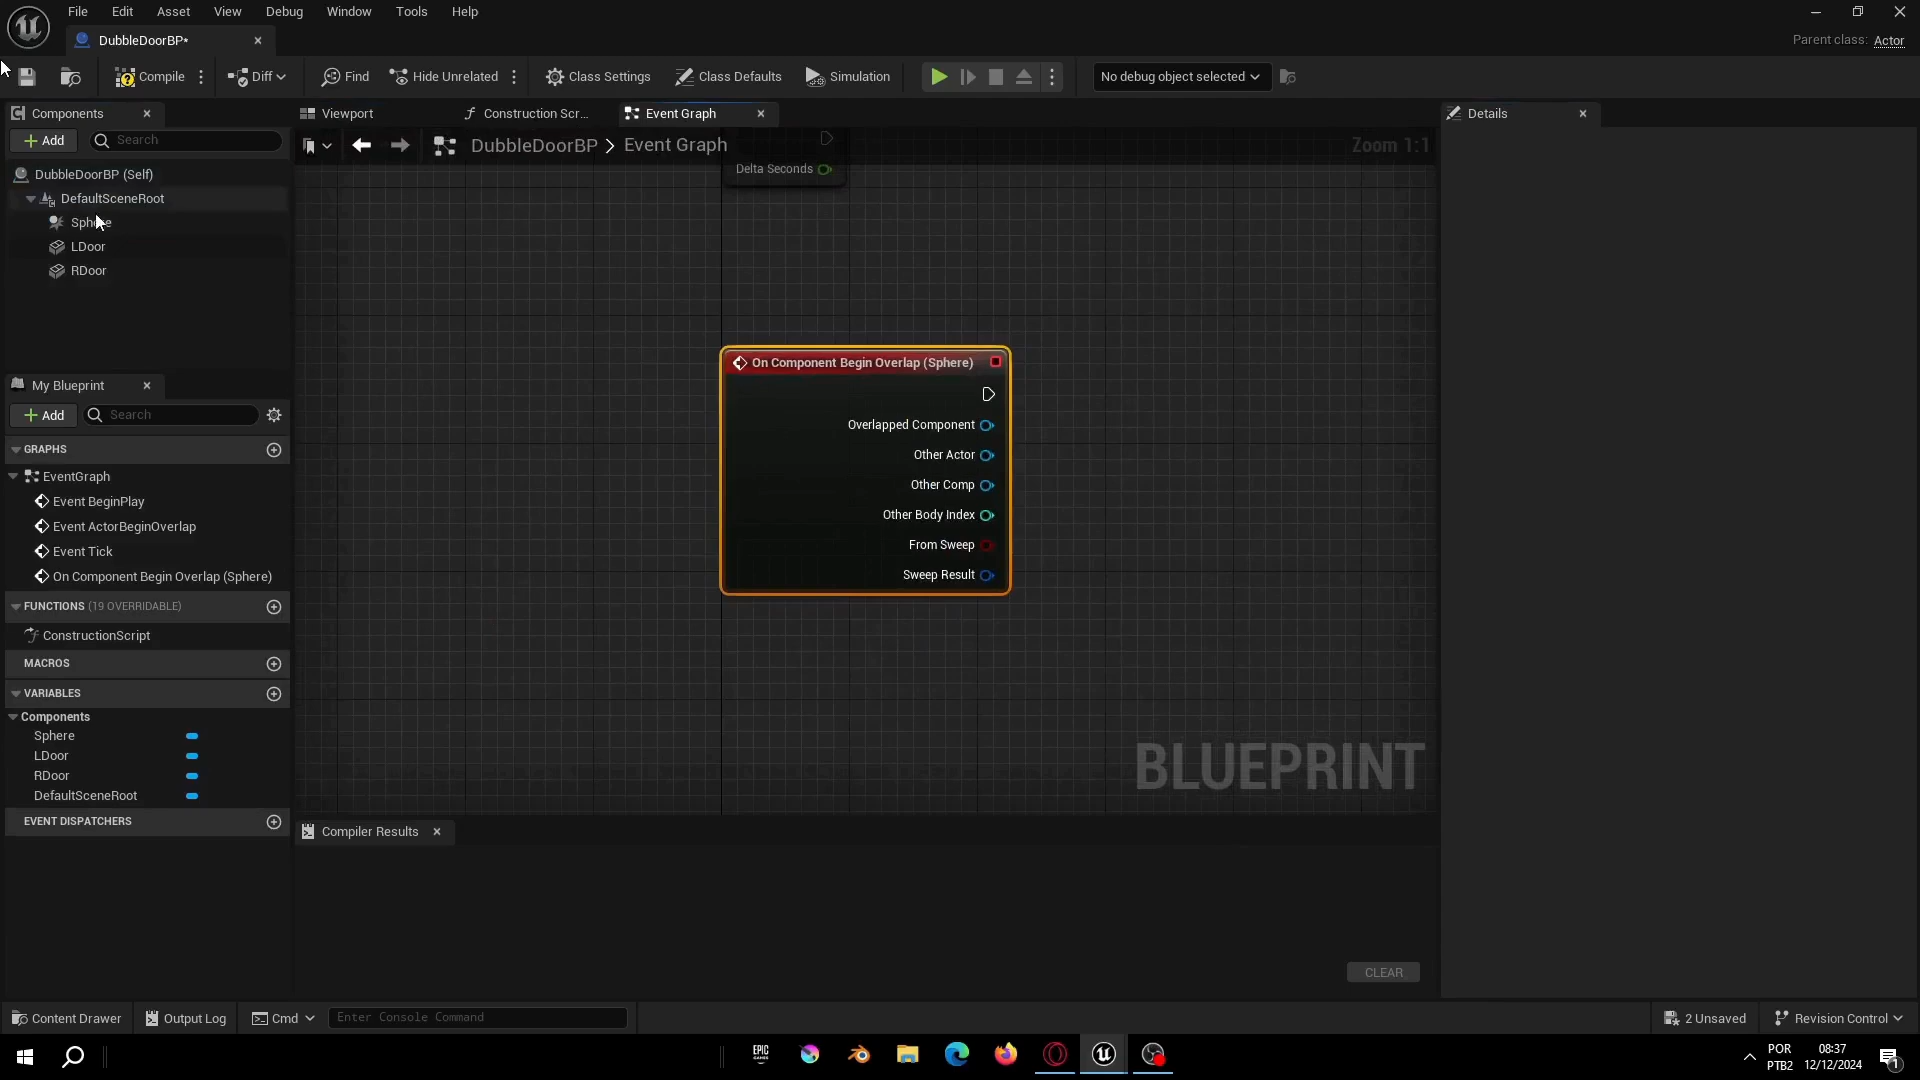 File Edit Asset View Debug Window Tools Help
DubbleDoorBP*
Parent class: Actor
Compile Diff Find Hide Unrelated Class Settings Class Defaults Simulation No debug object selected
Components
Viewport Construction Scr... Event Graph
Details
Add Search
DubbleDoorBP > Event Graph
Zoom 1:1
Delta Seconds
DubbleDoorBP (Self)
DefaultSceneRoot
Sphere
LDoor
RDoor
On Component Begin Overlap (Sphere)
Overlapped Component
Other Actor
Other Comp
Other Body Index
From Sweep
Sweep Result
My Blueprint
Add Search
GRAPHS
EventGraph
Event BeginPlay
Event ActorBeginOverlap
Event Tick
On Component Begin Overlap (Sphere)
FUNCTIONS (19 OVERRIDABLE)
ConstructionScript
MACROS
VARIABLES
Components
Sphere
LDoor
RDoor
DefaultSceneRoot
EVENT DISPATCHERS
BLUEPRINT
Compiler Results
CLEAR
Content Drawer Output Log Cmd Enter Console Command 2 Unsaved Revision Control
EPIC GAMES
POR 08:37
PTB2 12/12/2024
1